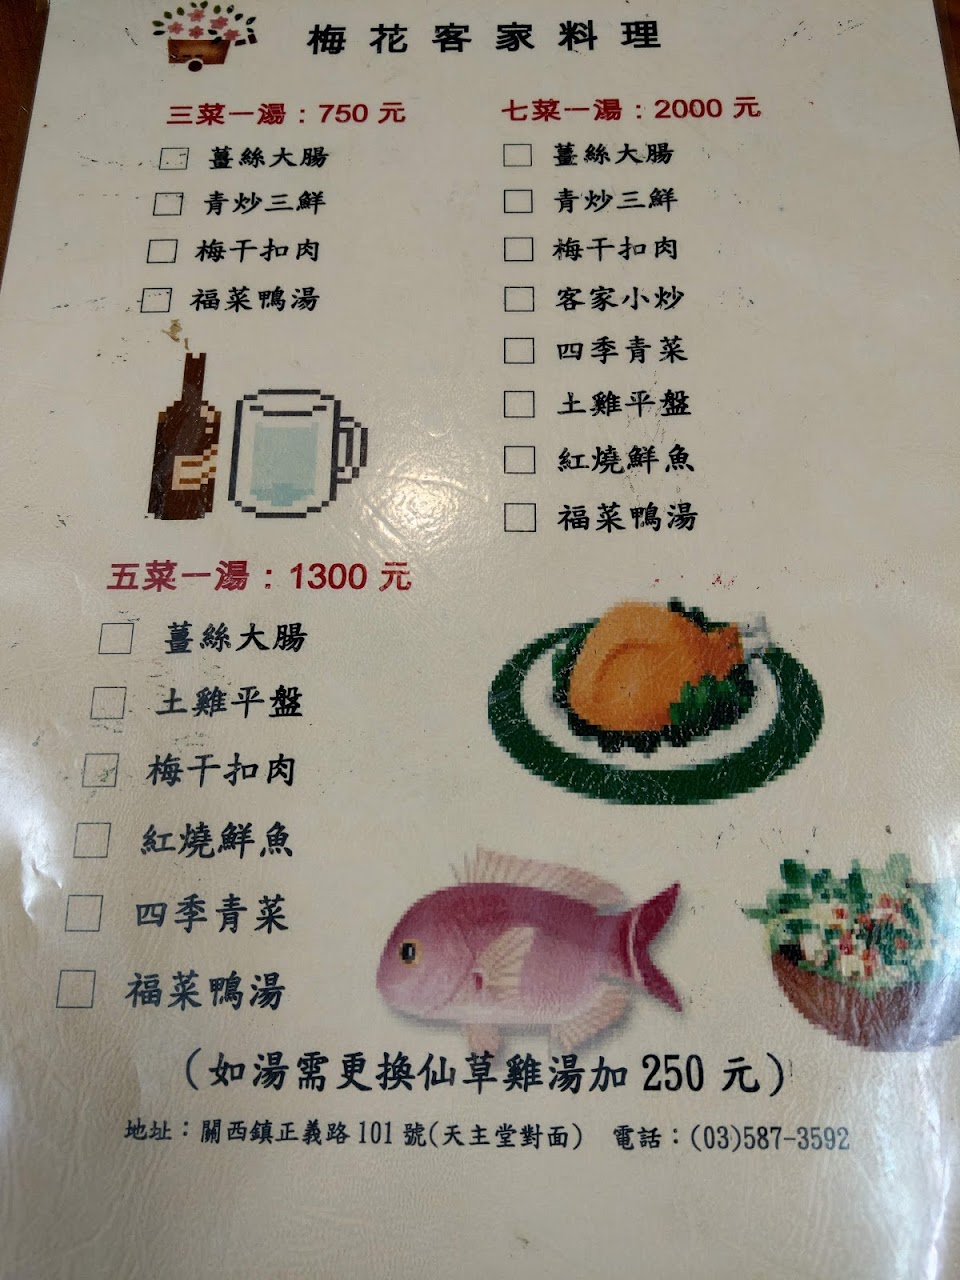 梅花客家料理
三菜一湯：750 元
薑絲大腸
青炒三鮮
梅干扣肉
福菜鴨湯
七菜一湯：2000 元
薑絲大腸
青炒三鮮
梅干扣肉
客家小炒
四季青菜
土雞平盤
紅燒鮮魚
福菜鴨湯
五菜一湯：1300 元
薑絲大腸
土雞平盤
梅干扣肉
紅燒鮮魚
四季青菜
福菜鴨湯
（如湯需更換仙草雞湯加 250 元）
地址：關西鎮正義路 101 號(天主堂對面) 電話：(03)587-3592